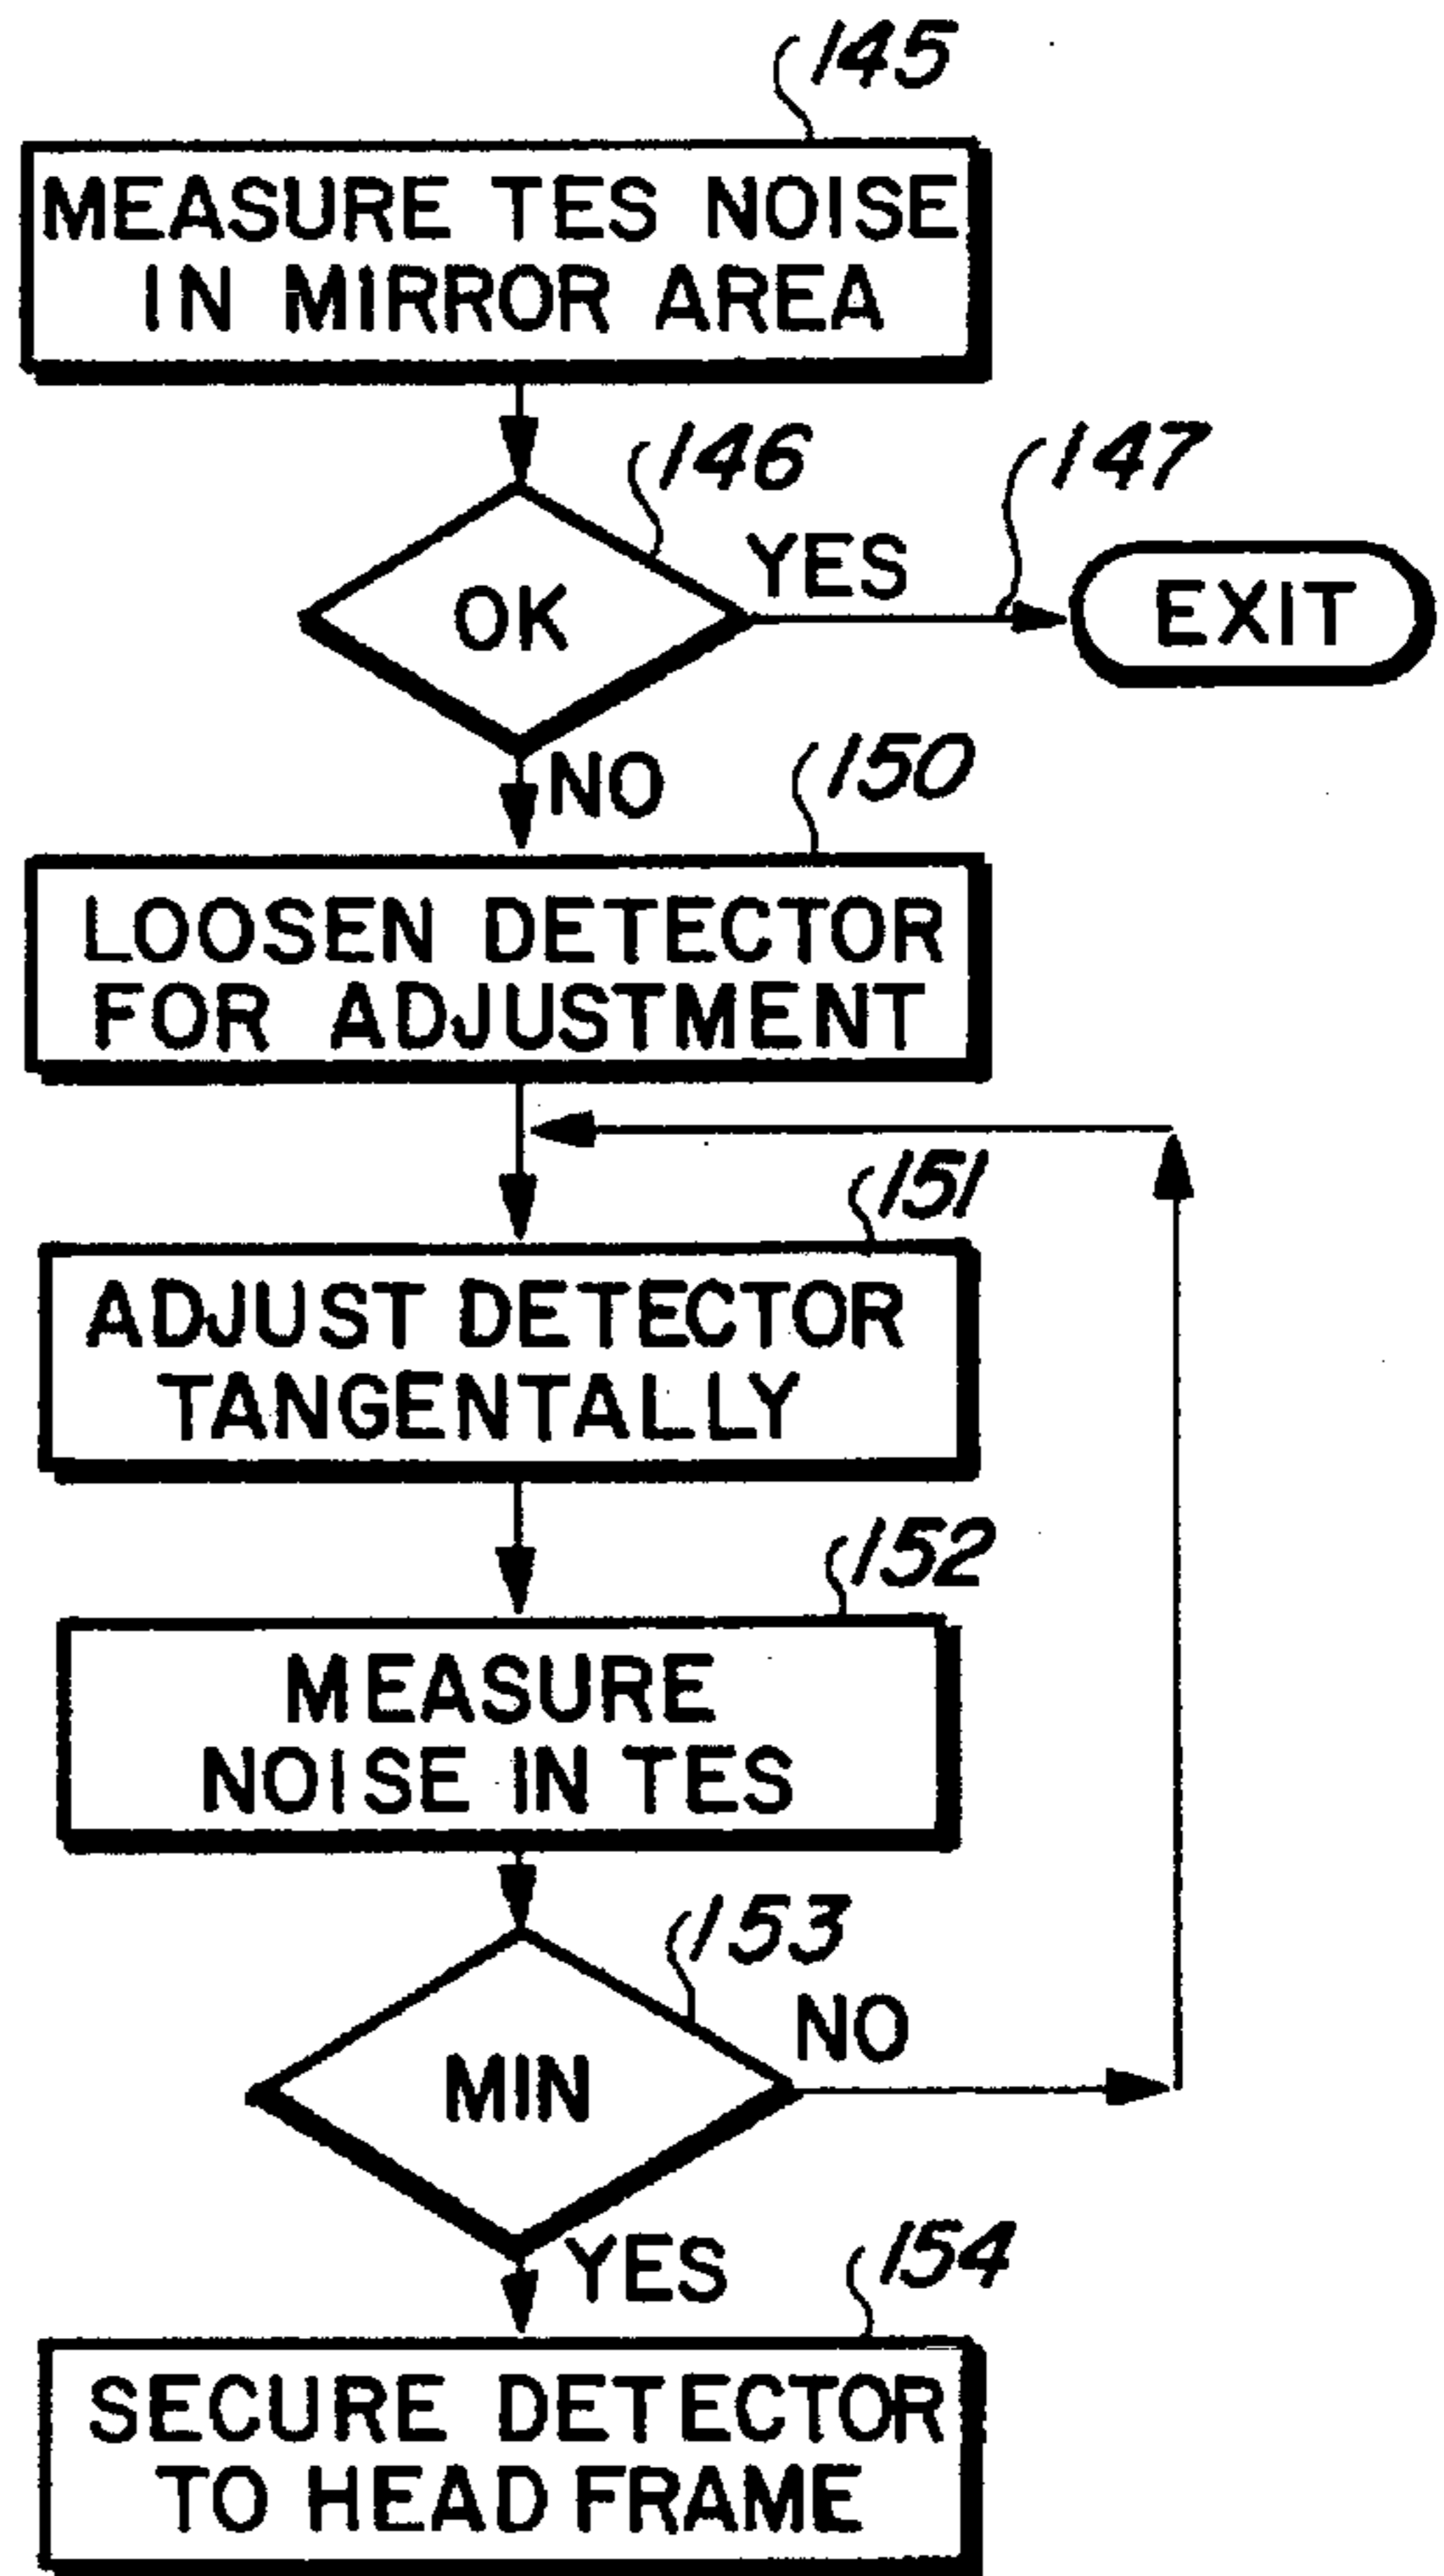 145
MEASURE TES NOISE
IN MIRROR AREA
146
147
OK
YES
EXIT
NO
150
LOOSEN DETECTOR
FOR ADJUSTMENT
151
ADJUST DETECTOR
TANGENTALLY
152
MEASURE
NOISE IN TES
153
MIN
NO
YES
154
SECURE DETECTOR
TO HEAD FRAME